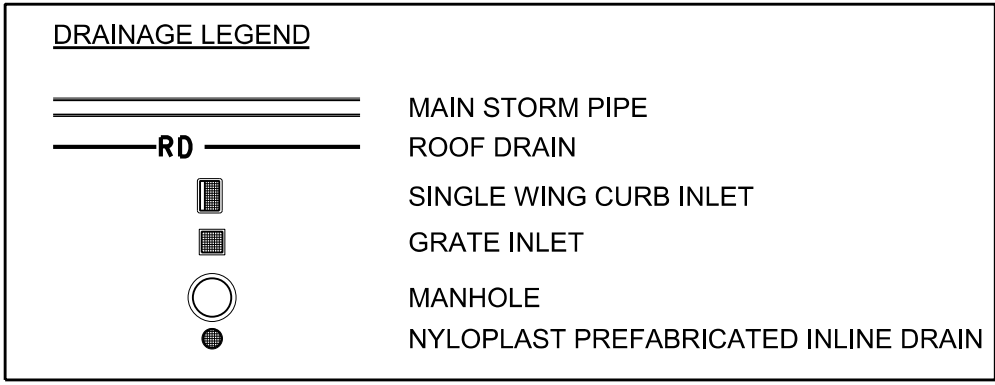 DRAINAGE LEGEND
MAIN STORM PIPE
RD ROOF DRAIN
SINGLE WING CURB INLET
GRATE INLET
MANHOLE
NYLOPLAST PREFABRICATED INLINE DRAIN